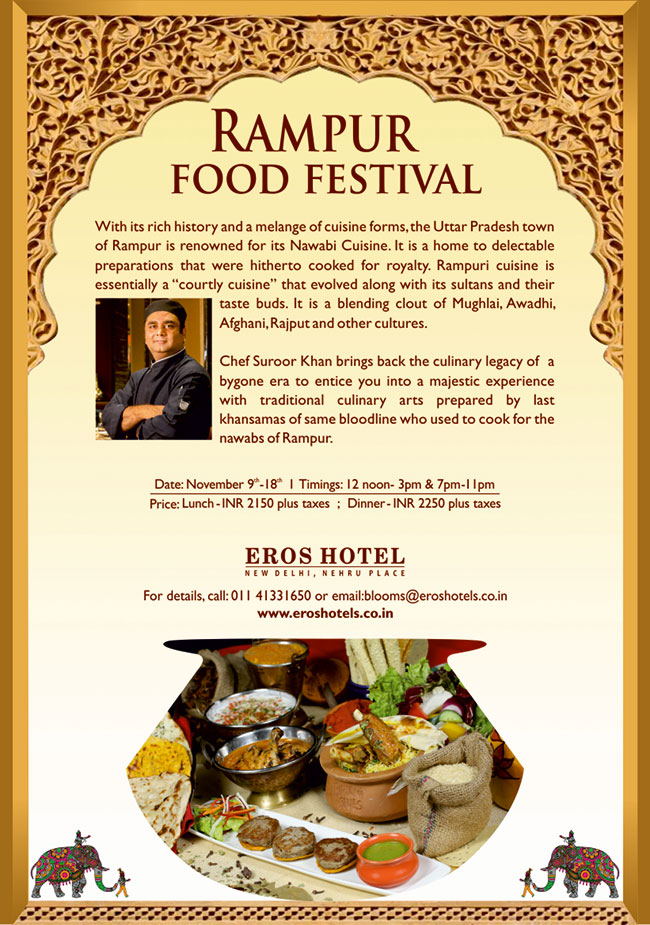 RAMPUR
FOOD FESTIVAL
With its rich history and a melange of cuisine forms, the Uttar Pradesh town
of Rampur is renowned for its Nawabi Cuisine. It is a home to delectable
preparations that were hitherto cooked for royalty. Rampuri cuisine is
essentially a “courtly cuisine” that evolved along with its sultans and their
taste buds. It is a blending clout of Mughlai, Awadhi,
Afghani, Rajput and other cultures.
Chef Suroor Khan brings back the culinary legacy of a
bygone era to entice you into a majestic experience
with traditional culinary arts prepared by last
khansamas of same bloodline who used to cook for the
nawabs of Rampur.
Date: November 9th-18th I Timings: 12 noon- 3pm & 7pm-11pm
Price: Lunch - INR 2150 plus taxes ; Dinner - INR 2250 plus taxes
EROS HOTEL
NEW DELHI, NEHRU PLACE
For details, call: 011 41331650 or email:blooms@eroshotels.co.in
www.eroshotels.co.in